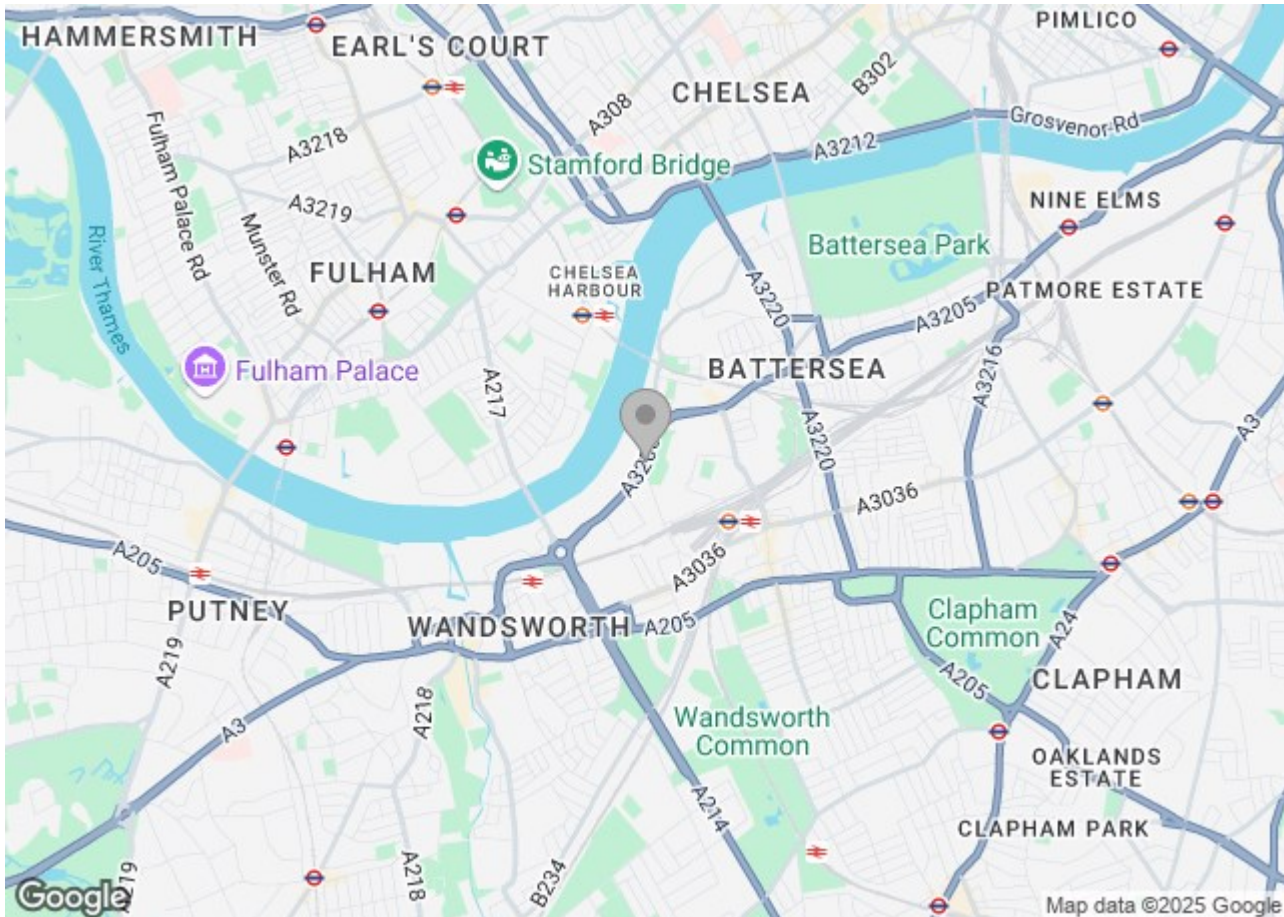 PIMLICO
HAMMERSMITH
EARL'S COURT
B302
CHELSEA
A308
Grosvenor Rd
A3218
A3212
Fulham Palace Rd
Stamford Bridge
A3219
NINE ELMS
Munster Rd
River Thames
Battersea Park
FULHAM
CHELSEA
HARBOUR
A3220
PATMORE ESTATE
A3205
Fulham Palace
A217
BATTERSEA
A3216
A3220
A3
A3036
A205
A3036
PUTNEY
WANDSWORTH
A205
Clapham
Common
A24
A219
A205
CLAPHAM
A218
Wandsworth
Common
A3
OAKLANDS
ESTATE
A214
CLAPHAM PARK
A219
A218
B234
Google
Map data ©2025 Google